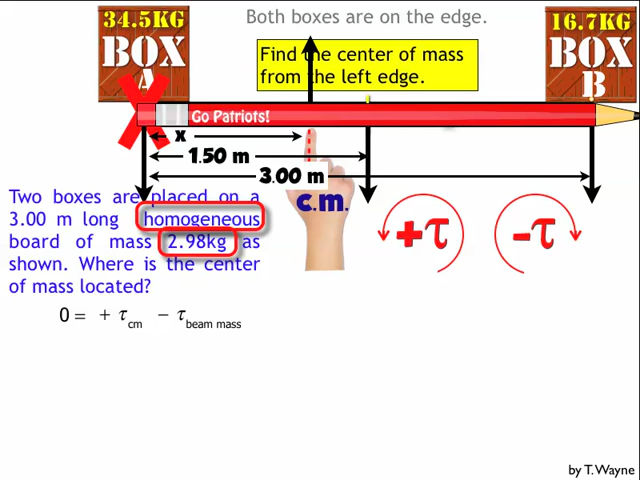 Both boxes are on the edge.
34.5KG
BOX
A
16.7KG
BOX
B
Find the center of mass
from the left edge.
Go Patriots!
x
1.50 m
3.00 m
c.m.
Two boxes are placed on a
3.00 m long homogeneous
board of mass 2.98kg as
shown. Where is the center
of mass located?
+τ
-τ
0 = + τcm − τbeam mass
by T. Wayne